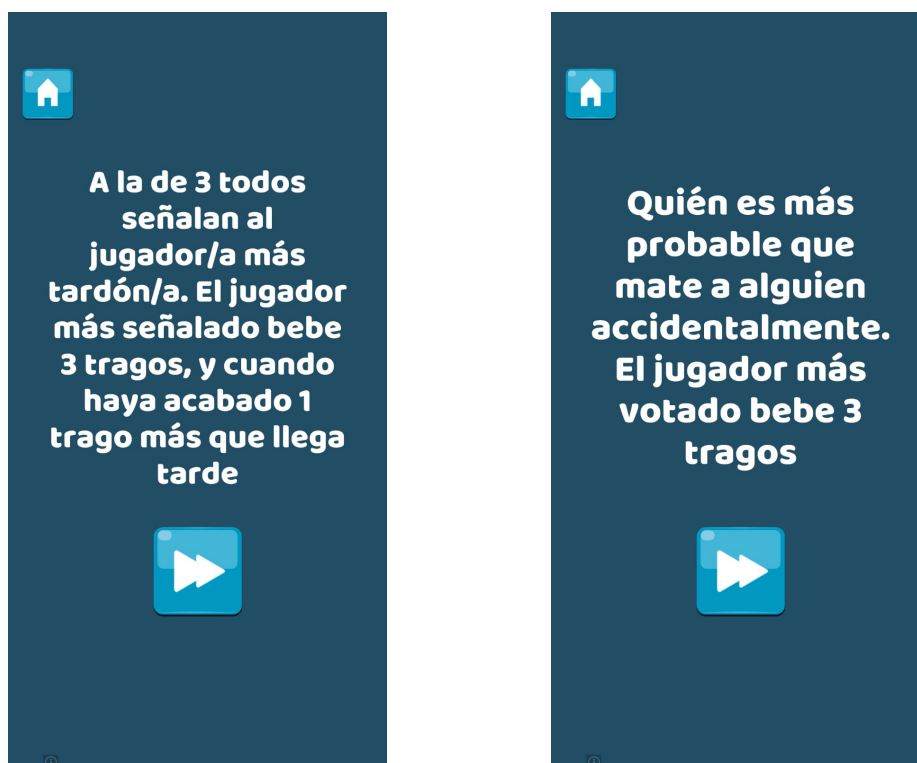 A la de 3 todos
señalan al
jugador/a más
tardón/a. El jugador
más señalado bebe
3 tragos, y cuando
haya acabado 1
trago más que llega
tarde
Quién es más
probable que
mate a alguien
accidentalmente.
El jugador más
votado bebe 3
tragos